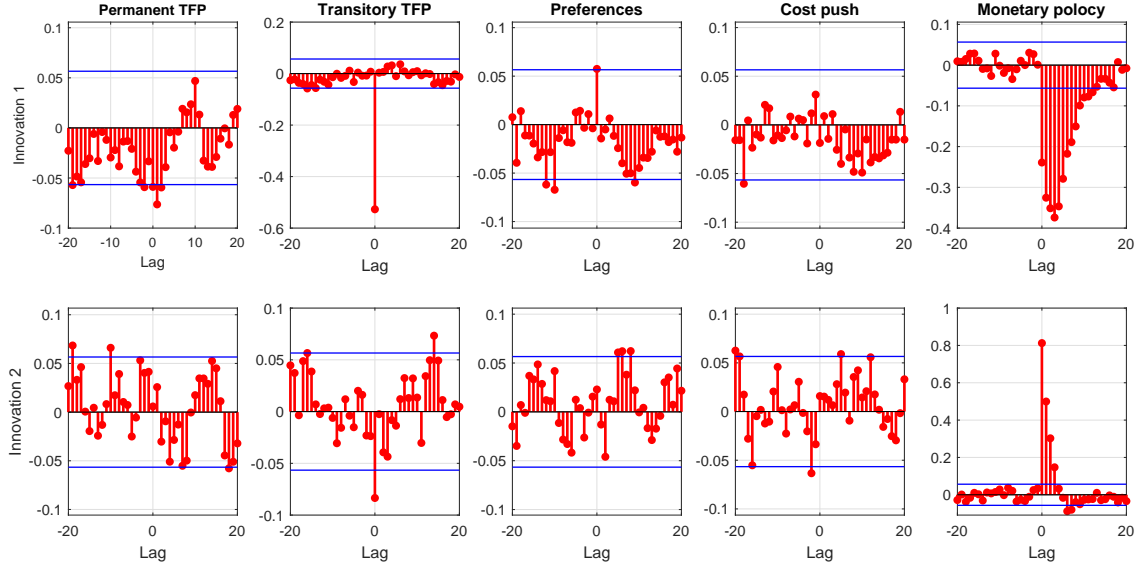 Permanent TFP Transitory TFP Preferences Cost push Monetary polocy
0.1 0.2 0.1 0.1 0.1
0.05 0 0.05 0.05 0
0 -0.2 0 0 -0.1
-0.05 -0.4 -0.05 -0.05 -0.2
-0.1 -0.6 -0.1 -0.1 -0.3
-0.4
Innovation 1
-20 -10 0 10 20 -20 0 20 -20 0 20 -20 0 20 -20 0 20
Lag Lag Lag Lag Lag
0.1 0.1 0.1 0.1 1
0.05 0.05 0.05 0.05 0.8
0 0 0 0 0.6
-0.05 -0.05 -0.05 -0.05 0.4
-0.1 -0.1 -0.1 -0.1 0.2
0
Innovation 2
-20 0 20 -20 0 20 -20 0 20 -20 0 20 -20 0 20
Lag Lag Lag Lag Lag